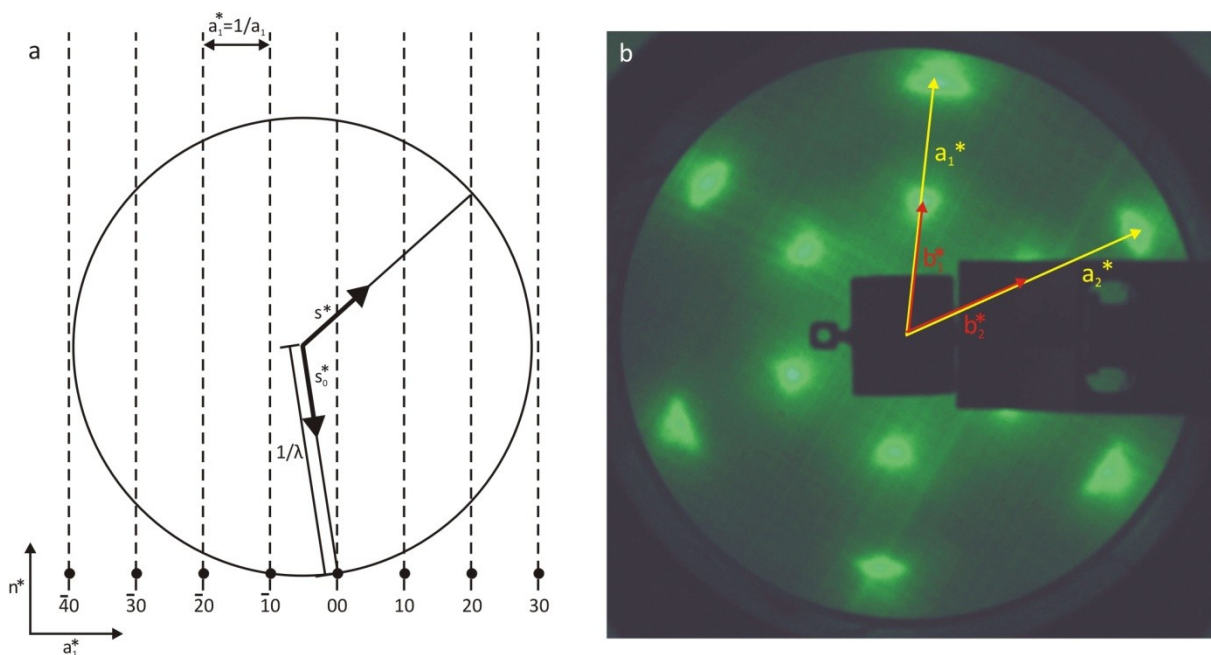 a
a₁*=1/a₁
s*
s₀*
1/λ
n*
a₁*
4̄0 3̄0 2̄0 1̄0 00 10 20 30
b
a₁*
b₁*
a₂*
b₂*